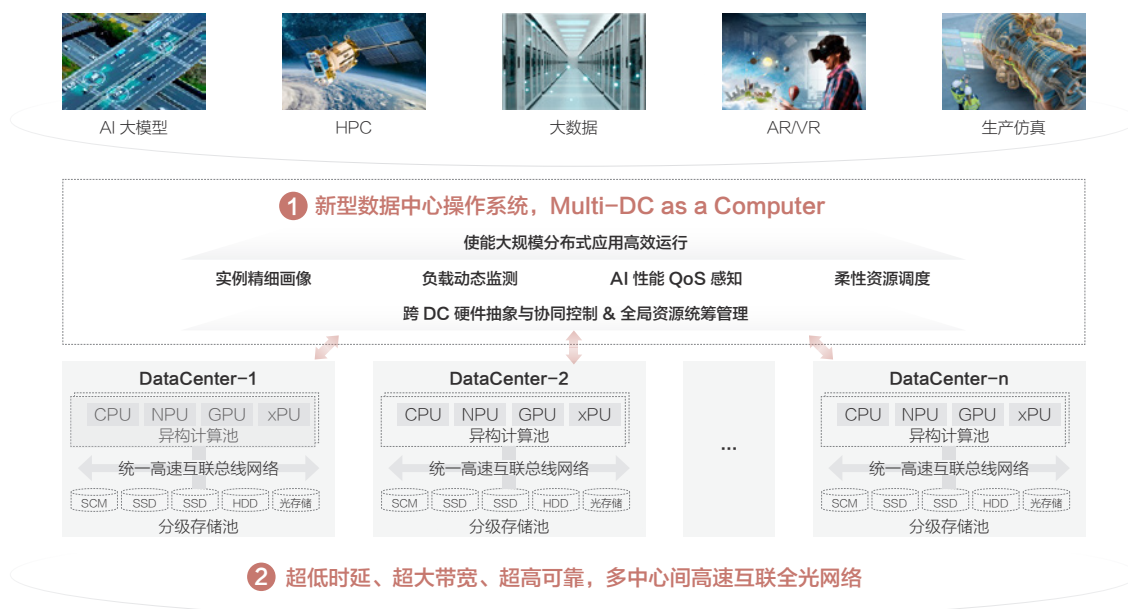 AI 大模型
HPC
大数据
AR/VR
生产仿真
1 新型数据中心操作系统，Multi-DC as a Computer
使能大规模分布式应用高效运行
实例精细画像
负载动态监测
AI 性能 QoS 感知
柔性资源调度
跨 DC 硬件抽象与协同控制 & 全局资源统筹管理
DataCenter-1
CPU NPU GPU xPU
异构计算池
统一高速互联总线网络
SCM SSD SSD HDD 光存储
分级存储池
DataCenter-2
CPU NPU GPU xPU
异构计算池
统一高速互联总线网络
SCM SSD SSD HDD 光存储
分级存储池
...
DataCenter-n
CPU NPU GPU xPU
异构计算池
统一高速互联总线网络
SCM SSD SSD HDD 光存储
分级存储池
2 超低时延、超大带宽、超高可靠，多中心间高速互联全光网络